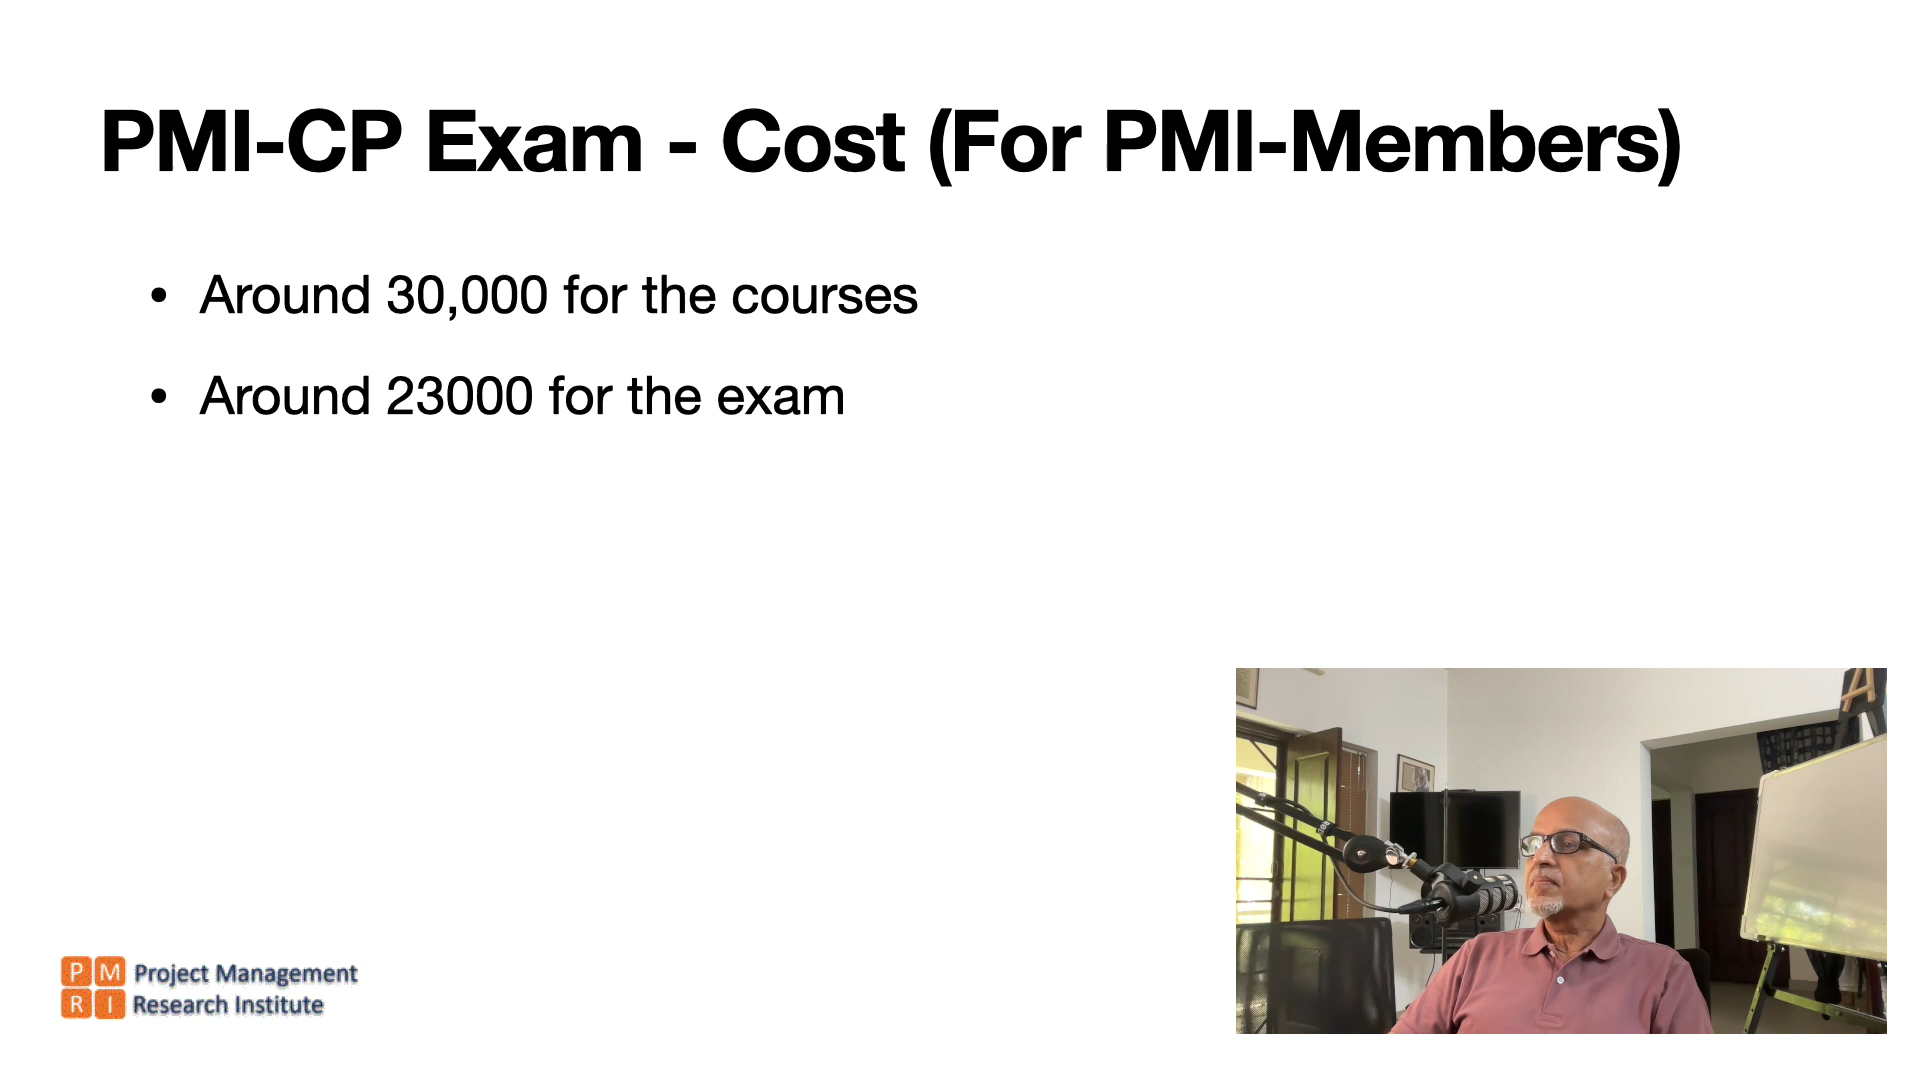 PMI-CP Exam - Cost (For PMI-Members)
• Around 30,000 for the courses
• Around 23000 for the exam
P M
R I
Project Management
Research Institute